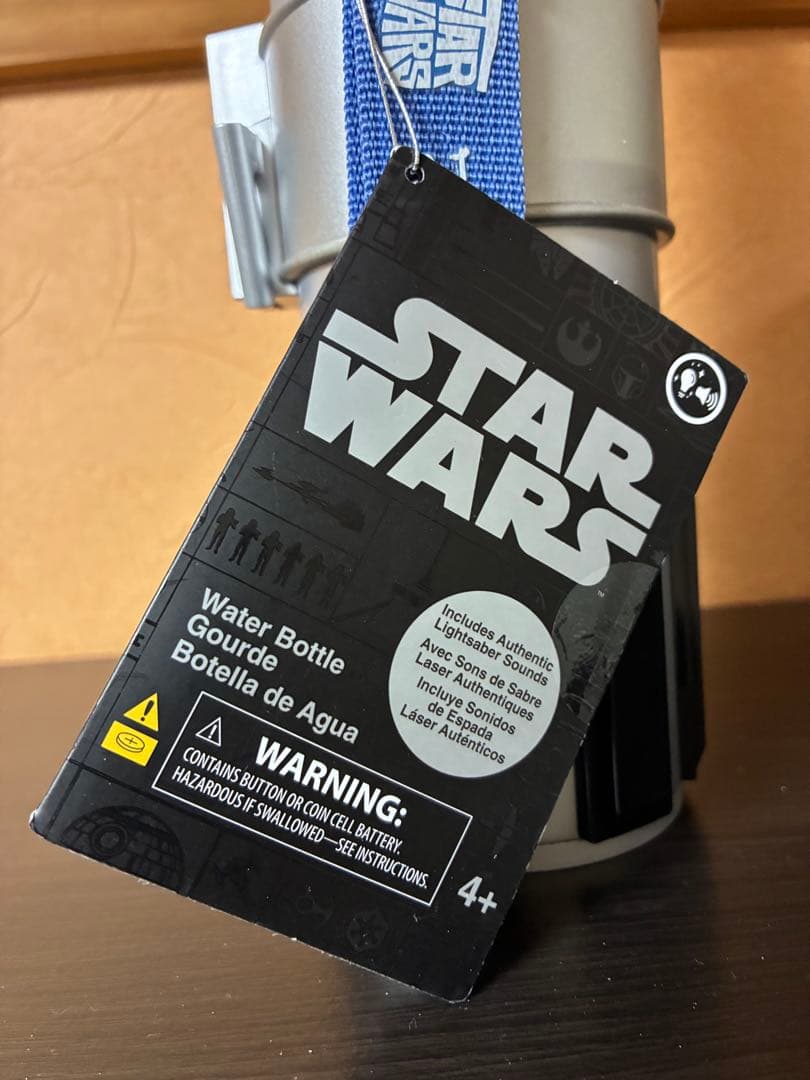 STAR
WARS
STAR
WARS
™
Water Bottle
Gourde
Botella de Agua
Includes Authentic
Lightsaber Sounds
Avec Sons de Sabre
Laser Authentiques
Incluye Sonidos
de Espada
Láser Auténticos
WARNING:
CONTAINS BUTTON OR COIN CELL BATTERY.
HAZARDOUS IF SWALLOWED—SEE INSTRUCTIONS.
4+